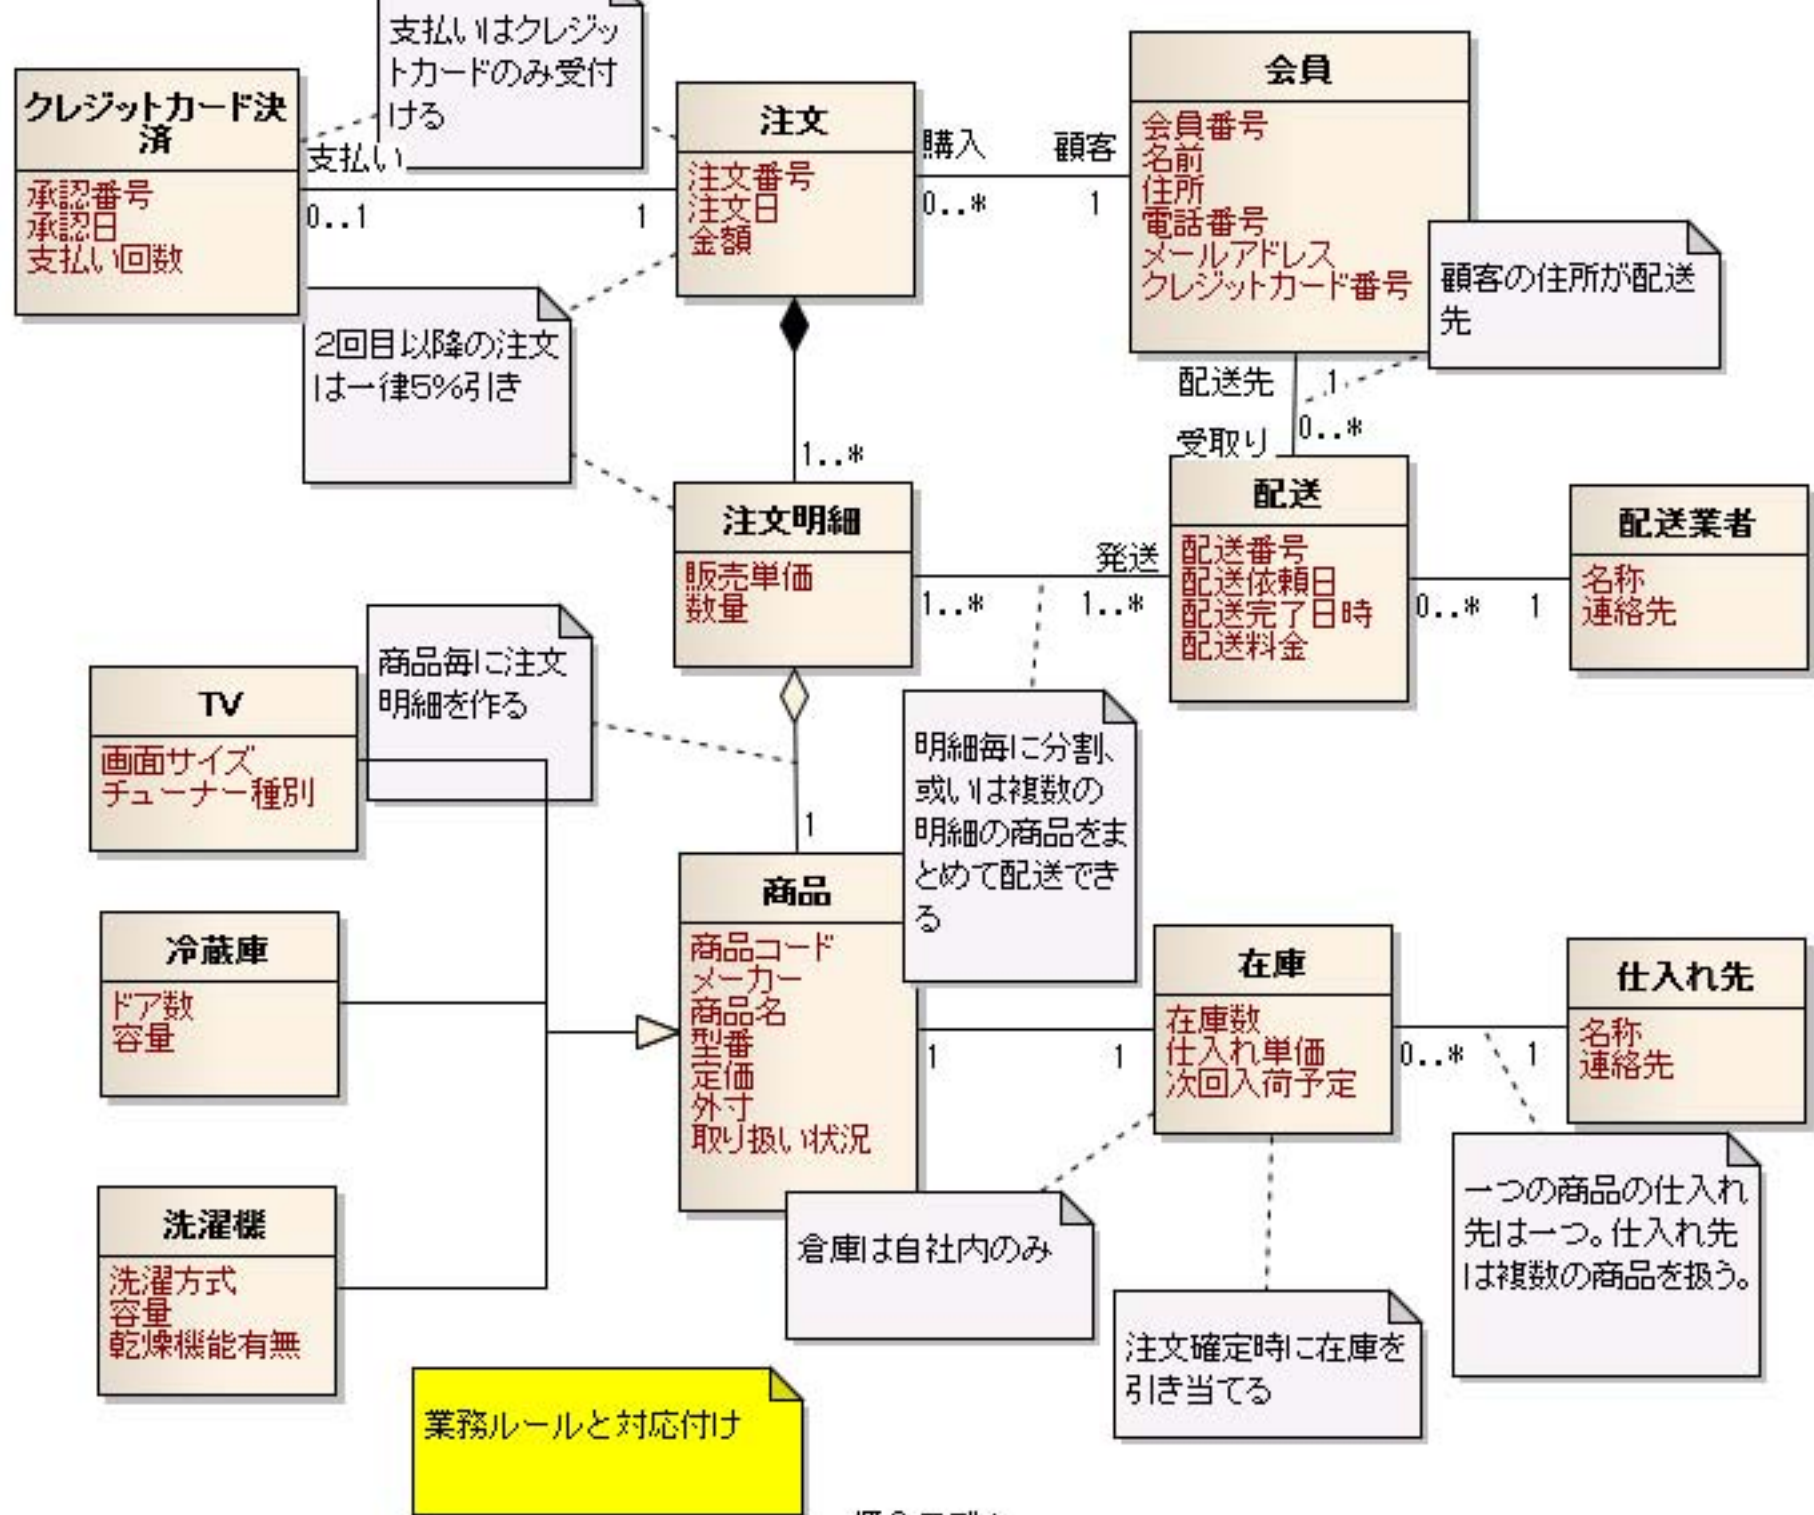 支払いはクレジッ
トカードのみ受付
ける
クレジットカード決
済
承認番号
承認日
支払い回数
支払い
0..1
1
注文
注文番号
注文日
金額
購入
0..*
顧客
1
会員
会員番号
名前
住所
電話番号
メールアドレス
クレジットカード番号
顧客の住所が配送
先
2回目以降の注文
は一律5%引き
1..*
配送先
1
受取り
0..*
注文明細
販売単価
数量
1..*
発送
1..*
配送
配送番号
配送依頼日
配送完了日時
配送料金
0..*
1
配送業者
名称
連絡先
商品毎に注文
明細を作る
TV
画面サイズ
チューナー種別
明細毎に分割、
或いは複数の
明細の商品をま
とめて配送でき
る
1
商品
商品コード
メーカー
商品名
型番
定価
外寸
取り扱い状況
冷蔵庫
ドア数
容量
1
1
在庫
在庫数
仕入れ単価
次回入荷予定
0..*
1
仕入れ先
名称
連絡先
洗濯機
洗濯方式
容量
乾燥機能有無
倉庫は自社内のみ
一つの商品の仕入れ
先は一つ。仕入れ先
は複数の商品を扱う。
注文確定時に在庫を
引き当てる
業務ルールと対応付け